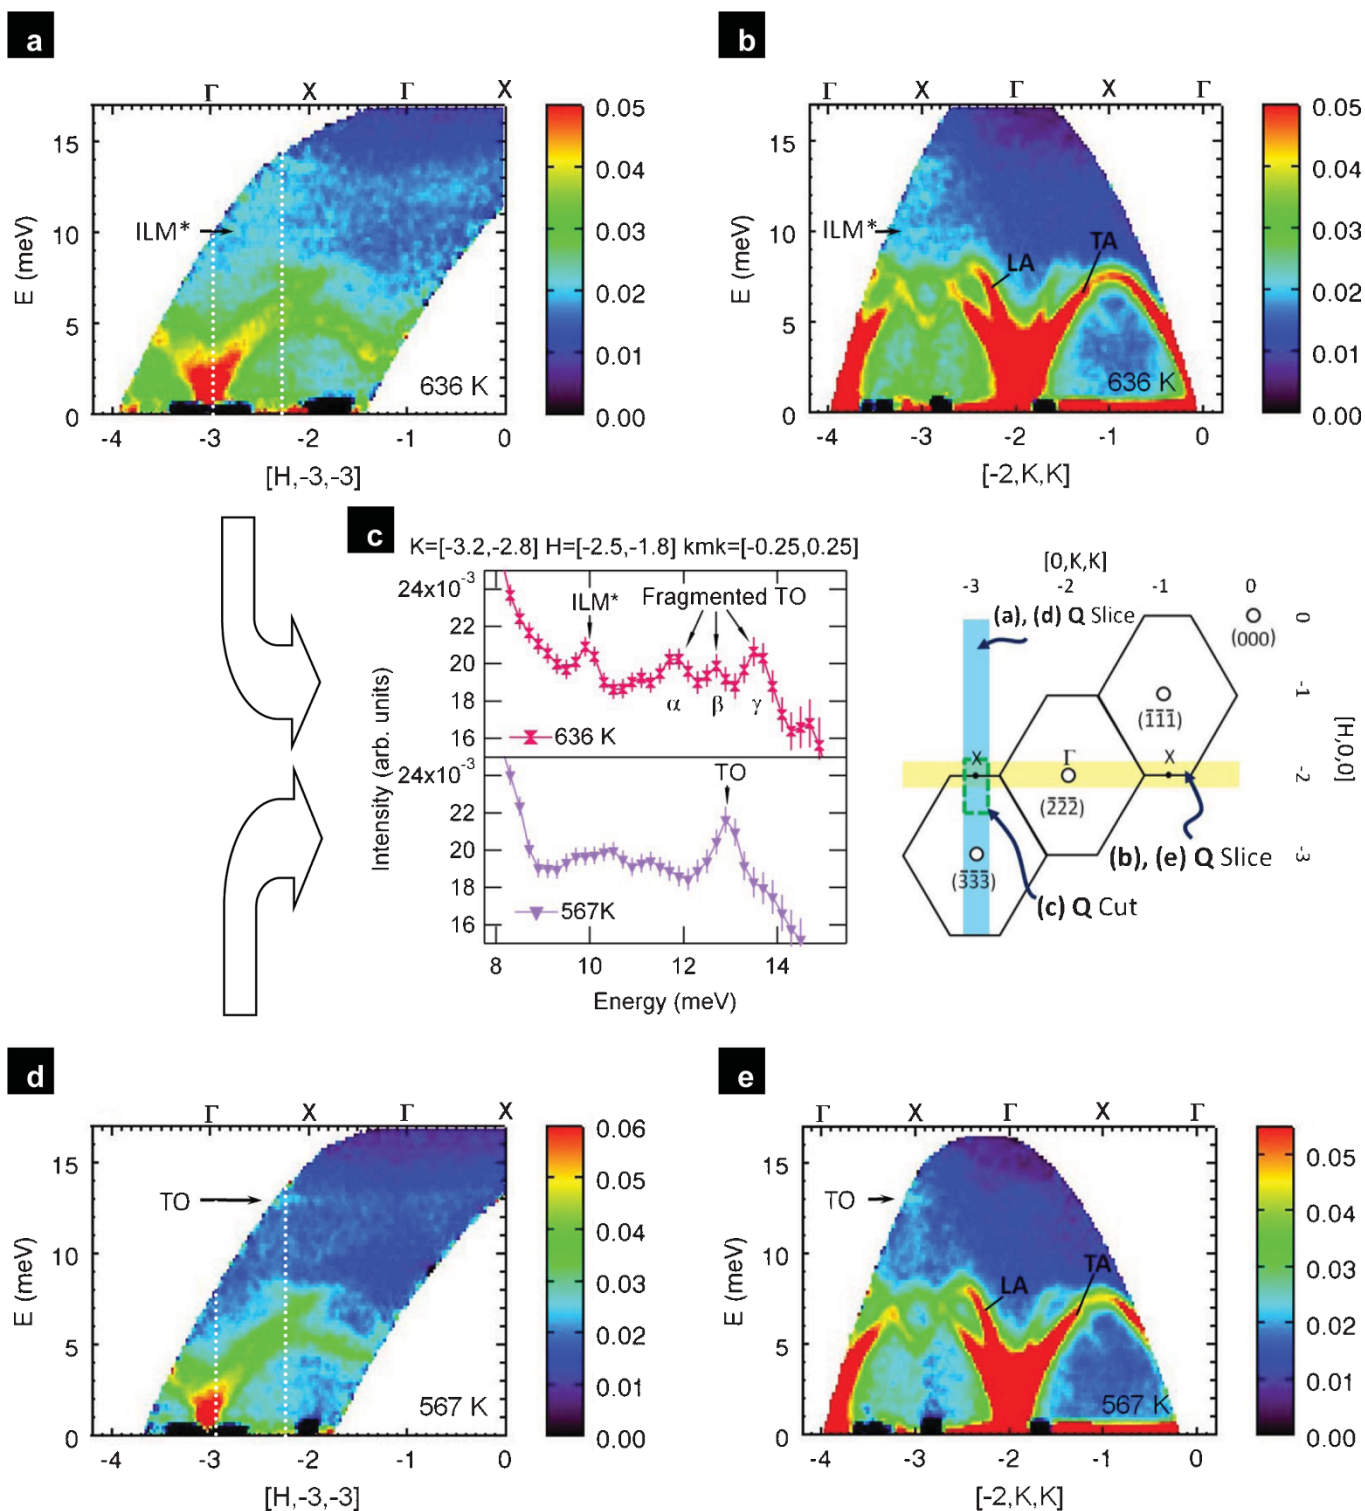 a
b
Γ X Γ X
Γ X Γ X Γ
E (meV)
15
10
5
0
ILM*
636 K
-4 -3 -2 -1 0
[H,-3,-3]
0.05
0.04
0.03
0.02
0.01
0.00
E (meV)
15
10
5
0
ILM*
LA
TA
636 K
-4 -3 -2 -1 0
[-2,K,K]
0.05
0.04
0.03
0.02
0.01
0.00
c
K=[-3.2,-2.8] H=[-2.5,-1.8] kmk=[-0.25,0.25]
Intensity (arb. units)
24x10⁻³
22
20
18
16
ILM*
Fragmented TO
α β γ
636 K
24x10⁻³
22
20
18
16
TO
567K
8 10 12 14
Energy (meV)
[0,K,K]
-3 -2 -1 0
(a), (d) Q Slice
(000)
0
-1
-2
-3
[H,0,0]
(1̅1̅1̅)
X Γ X
(2̅2̅2̅)
(3̅3̅3̅)
(b), (e) Q Slice
(c) Q Cut
d
e
Γ X Γ X
Γ X Γ X Γ
E (meV)
15
10
5
0
TO
567 K
-4 -3 -2 -1 0
[H,-3,-3]
0.06
0.05
0.04
0.03
0.02
0.01
0.00
E (meV)
15
10
5
0
TO
LA
TA
567 K
-4 -3 -2 -1 0
[-2,K,K]
0.05
0.04
0.03
0.02
0.01
0.00